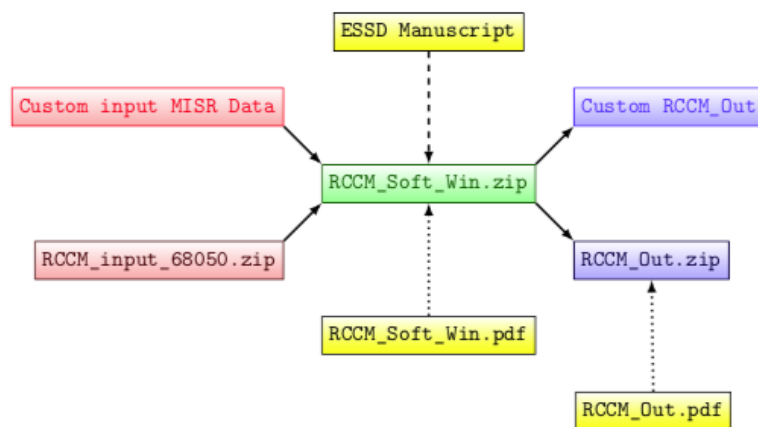 ESSD Manuscript
Custom input MISR Data
Custom RCCM_Out
RCCM_Soft_Win.zip
RCCM_input_68050.zip
RCCM_Out.zip
RCCM_Soft_Win.pdf
RCCM_Out.pdf